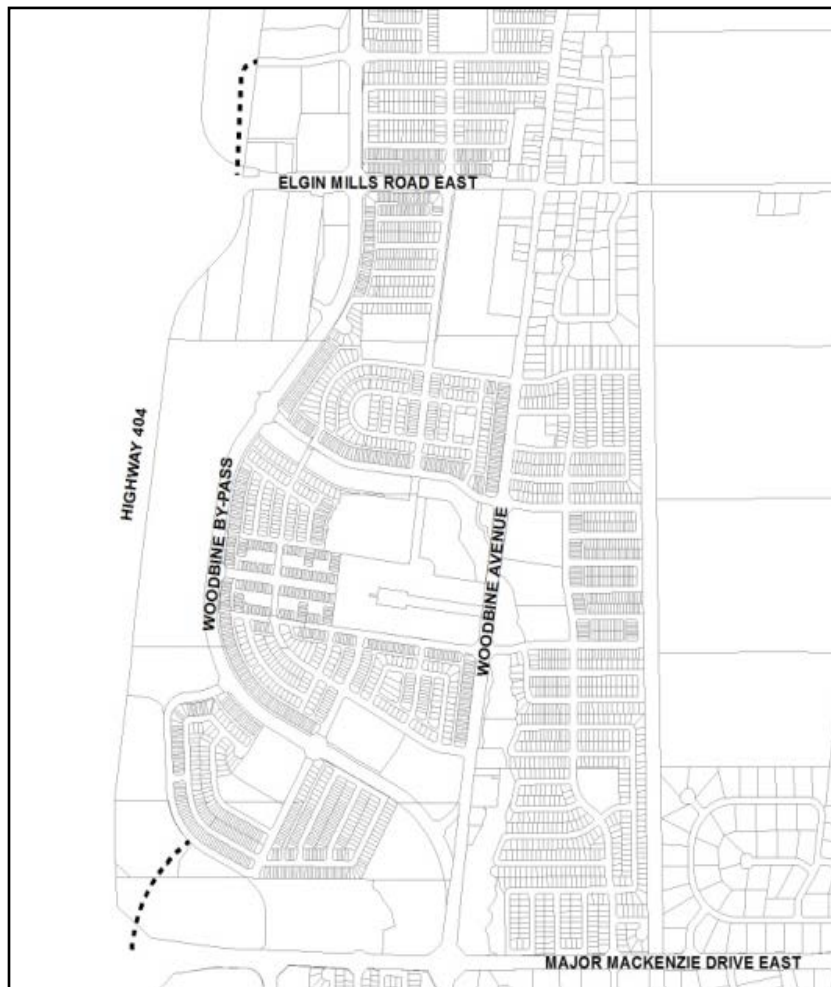 ELGIN MILLS ROAD EAST
HIGHWAY 404
WOODBINE BY-PASS
WOODBINE AVENUE
MAJOR MACKENZIE DRIVE EAST